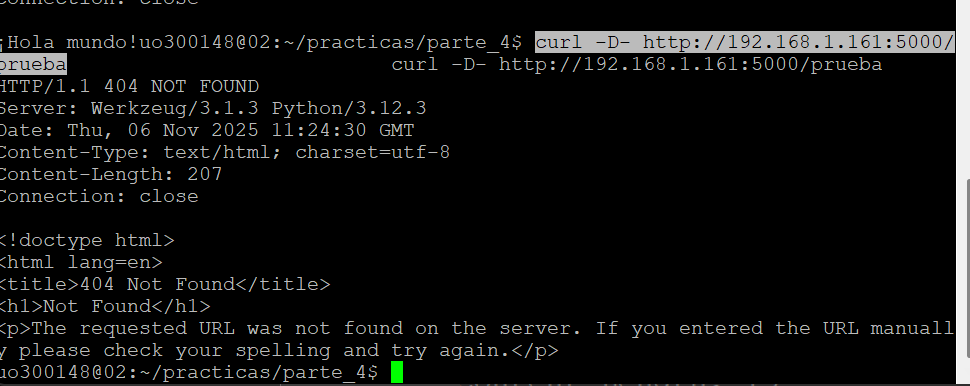 Connection: close
¡Hola mundo!uo300148@02:~/practicas/parte_4$ curl -D- http://192.168.1.161:5000/
prueba                          curl -D- http://192.168.1.161:5000/prueba
HTTP/1.1 404 NOT FOUND
Server: Werkzeug/3.1.3 Python/3.12.3
Date: Thu, 06 Nov 2025 11:24:30 GMT
Content-Type: text/html; charset=utf-8
Content-Length: 207
Connection: close
<!doctype html>
<html lang=en>
<title>404 Not Found</title>
<h1>Not Found</h1>
<p>The requested URL was not found on the server. If you entered the URL manuall
y please check your spelling and try again.</p>
uo300148@02:~/practicas/parte_4$